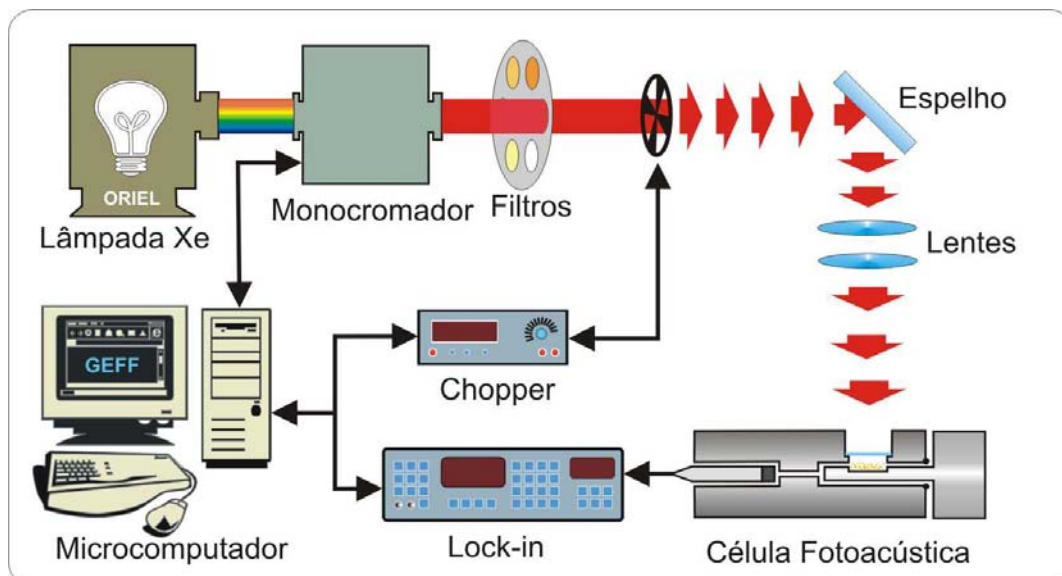 Espelho
ORIEL
Lâmpada Xe
Monocromador
Filtros
Lentes
GEFF
Chopper
Microcomputador
Lock-in
Célula Fotoacústica